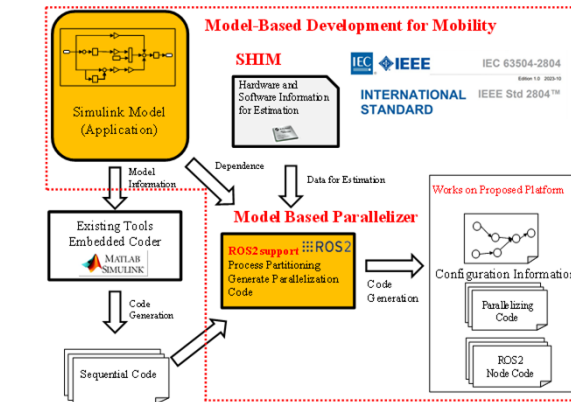 Model-Based Development for Mobility
SHIM
Hardware and
Software Information
for Estimation
IEC
IEEE
IEC 63504-2804
Edition 1.0 2023-10
INTERNATIONAL
STANDARD
IEEE Std 2804™
Simulink Model
(Application)
Model
Information
Dependence
Data for Estimation
Works on Proposed Platform
Model Based Parallelizer
Existing Tools
Embedded Coder
MATLAB
SIMULINK
ROS2support
ROS2
Process Partitioning
Generate Parallelization
Code
Code
Generation
Configuration Information
Parallelizing
Code
Code
Generation
ROS2
Node Code
Sequential Code